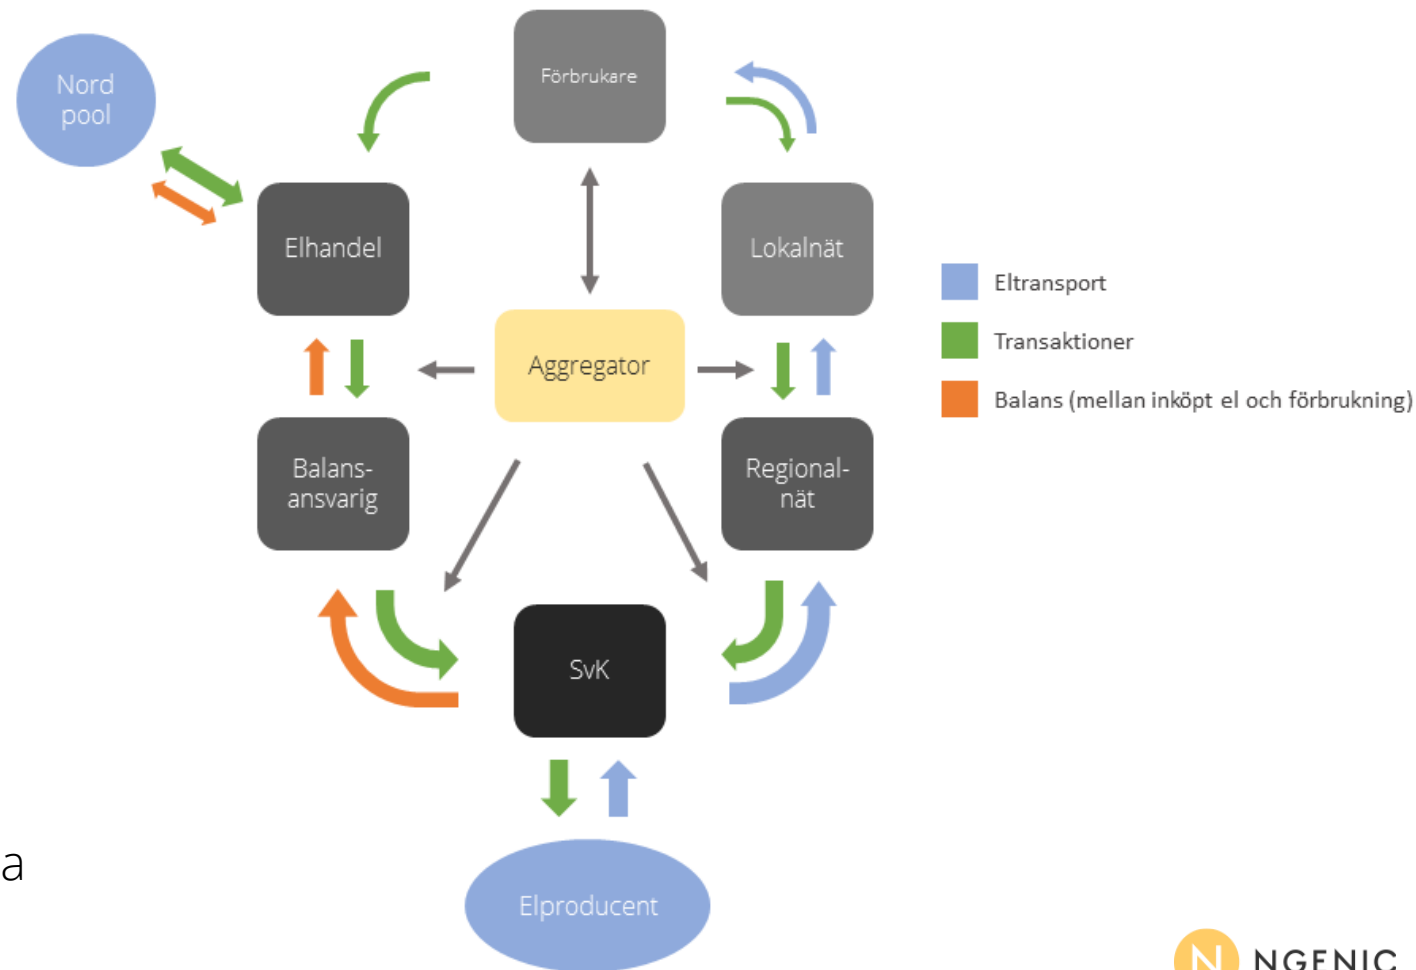 Nord
pool
Förbrukare
Elhandel
Lokalnät
Aggregator
Eltransport
Transaktioner
Balans (mellan inköpt el och förbrukning)
Balans-
ansvarig
Regional-
nät
SvK
a
Elproducent
N NGENIC